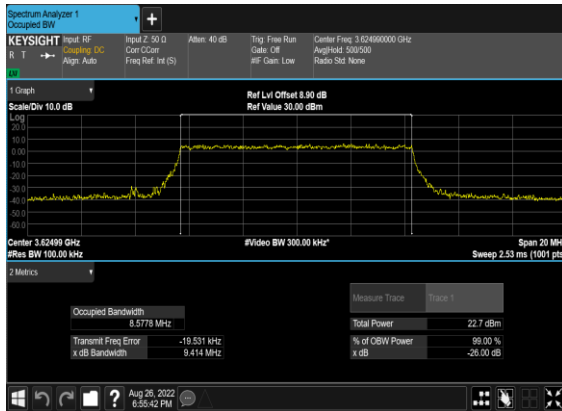 Spectrum Analyzer 1
Occupied BW
+
KEYSIGHT Input: RF Input Z: 50 Ω Atten: 40 dB Trig: Free Run Center Freq: 3.624990000 GHz
R T Coupling: DC Corr CCorr Gate: Off Avg|Hold: 500/500
Align: Auto Freq Ref: Int (S) #IF Gain: Low Radio Std: None
1 Graph
Ref Lvl Offset 8.90 dB
Scale/Div 10.0 dB Ref Value 30.00 dBm
Log
20.0
10.0
0.00
-10.0
-20.0
-30.0
-40.0
-50.0
-60.0
Center 3.62499 GHz #Video BW 300.00 kHz* Span 20 MH
#Res BW 100.00 kHz Sweep 2.53 ms (1001 pts
2 Metrics
Measure Trace Trace 1
Occupied Bandwidth
8.5778 MHz Total Power 22.7 dBm
Transmit Freq Error -19.531 kHz % of OBW Power 99.00 %
x dB Bandwidth 9.414 MHz x dB -26.00 dB
? Aug 26, 2022
6:55:42 PM